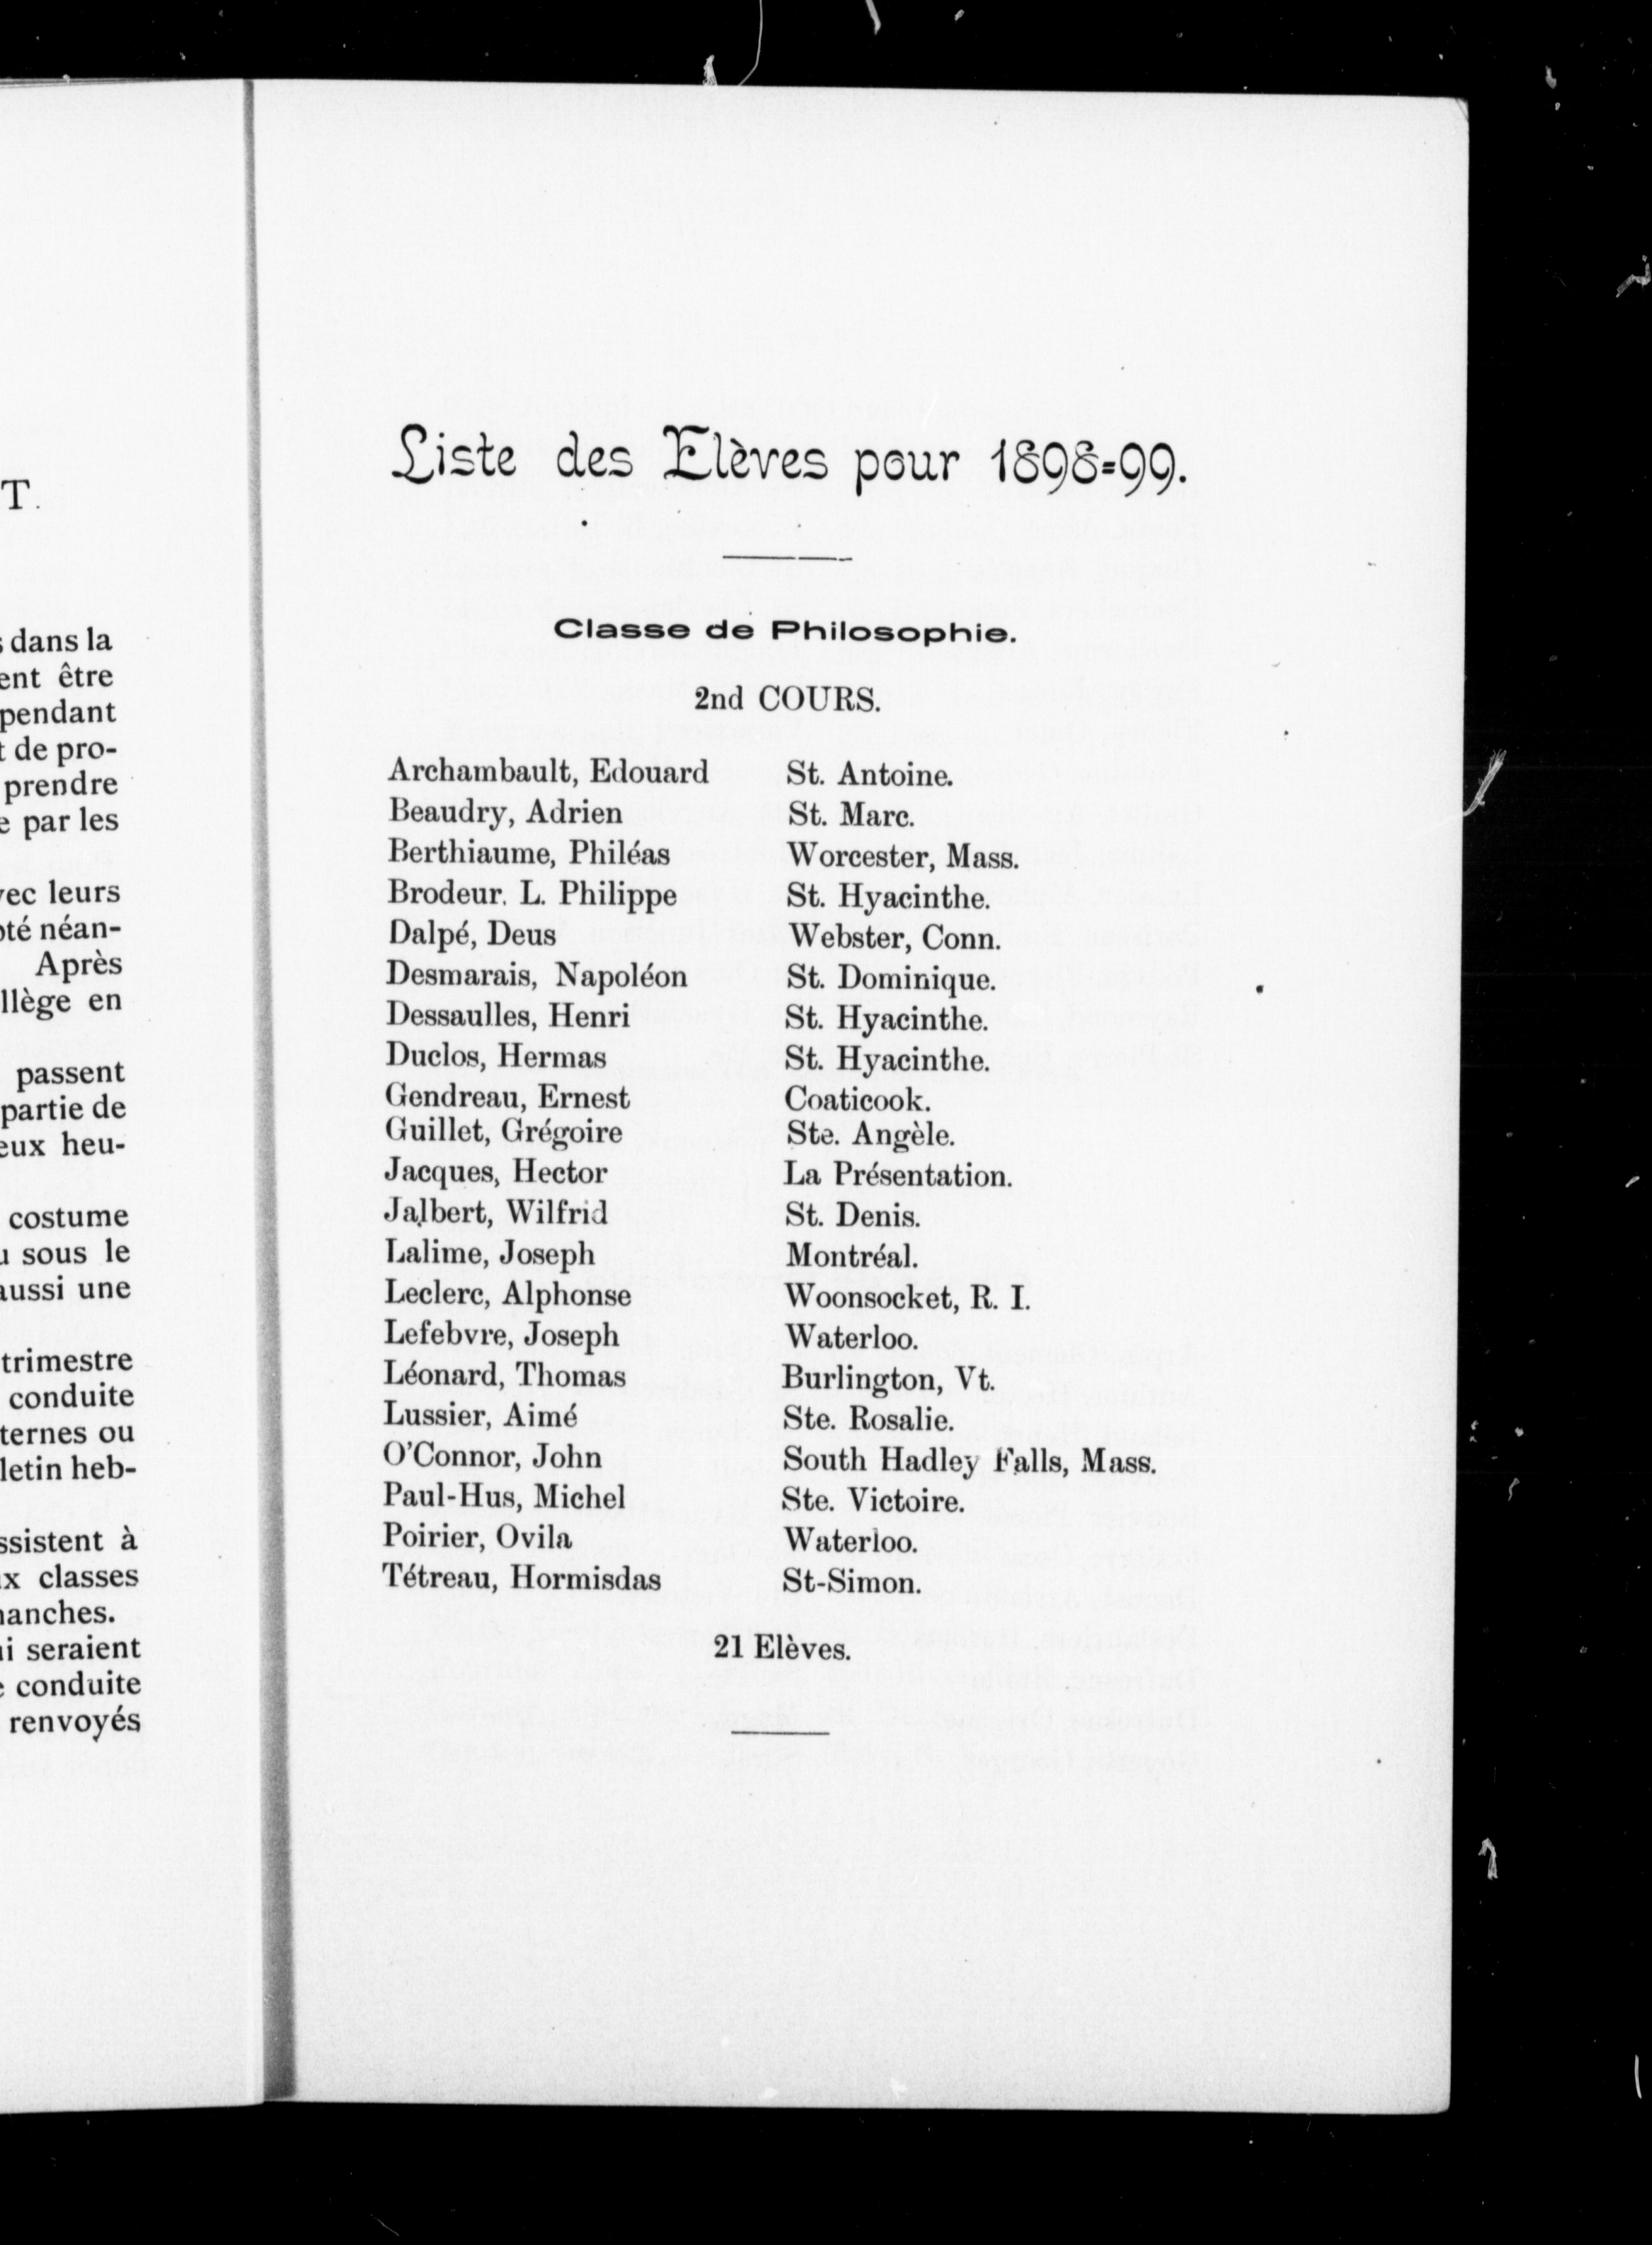 T.
dans la
ent être
pendant
t de pro-
prendre
e par les
vec leurs
oté néan-
Après
llège en
passent
partie de
eux heu-
costume
u sous le
aussi une
trimestre
conduite
ternes ou
letin heb-
ssistent à
ux classes
manches.
ui seraient
e conduite
renvoyés
Liste des Elèves pour 1898=99.
Classe de Philosophie.
2nd COURS.
Archambault, Edouard St. Antoine.
Beaudry, Adrien St. Marc.
Berthiaume, Philéas Worcester, Mass.
Brodeur. L. Philippe St. Hyacinthe.
Dalpé, Deus Webster, Conn.
Desmarais, Napoléon St. Dominique.
Dessaulles, Henri St. Hyacinthe.
Duclos, Hermas St. Hyacinthe.
Gendreau, Ernest Coaticook.
Guillet, Grégoire Ste. Angèle.
Jacques, Hector La Présentation.
Jalbert, Wilfrid St. Denis.
Lalime, Joseph Montréal.
Leclerc, Alphonse Woonsocket, R. I.
Lefebvre, Joseph Waterloo.
Léonard, Thomas Burlington, Vt.
Lussier, Aimé Ste. Rosalie.
O'Connor, John South Hadley Falls, Mass.
Paul-Hus, Michel Ste. Victoire.
Poirier, Ovila Waterloo.
Tétreau, Hormisdas St-Simon.
21 Elèves.